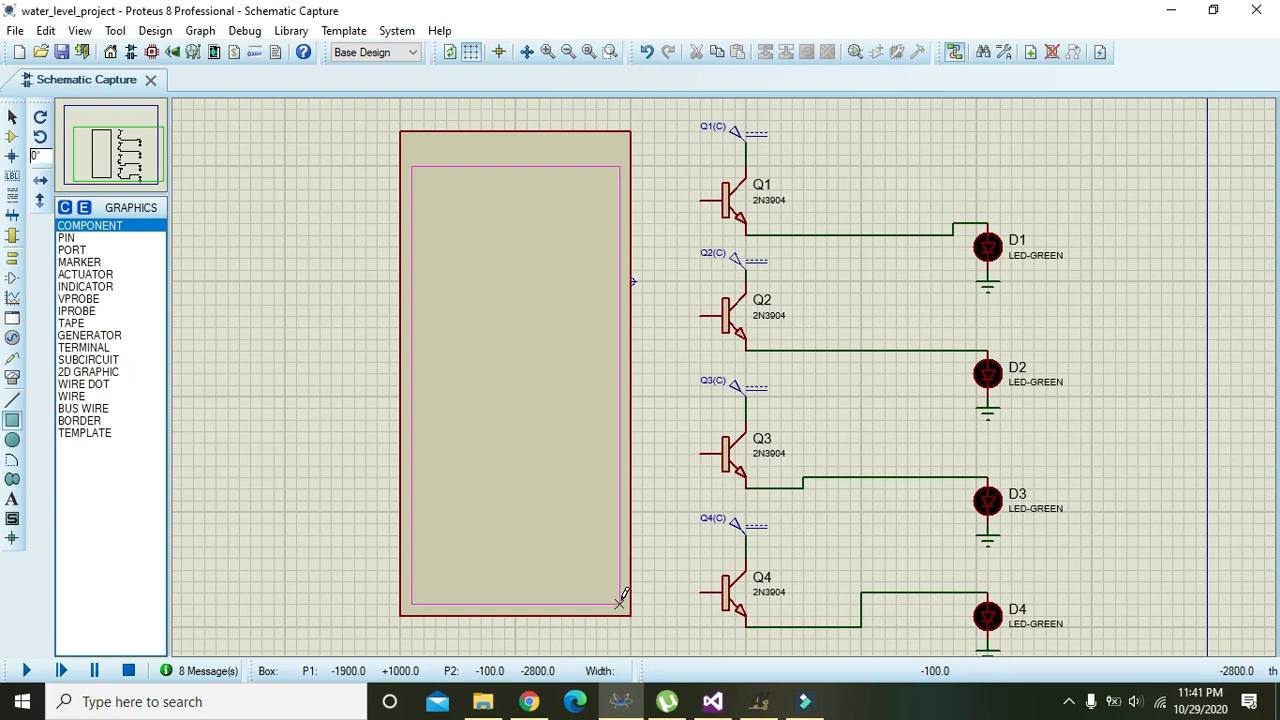 water_level_project - Proteus 8 Professional - Schematic Capture
File Edit View Tool Design Graph Debug Library Template System Help
Base Design
Schematic Capture
0°
LBL
C E GRAPHICS
COMPONENT
PIN
PORT
MARKER
ACTUATOR
INDICATOR
VPROBE
IPROBE
TAPE
GENERATOR
TERMINAL
SUBCIRCUIT
2D GRAPHIC
WIRE DOT
WIRE
BUS WIRE
BORDER
TEMPLATE
A
S
Q1(C)
Q1
2N3904
D1
LED-GREEN
Q2(C)
Q2
2N3904
D2
LED-GREEN
Q3(C)
Q3
2N3904
D3
LED-GREEN
Q4(C)
Q4
2N3904
D4
LED-GREEN
8 Message(s) Box: P1: -1900.0 +1000.0 P2: -100.0 -2800.0 Width: -100.0 -2800.0 th
Type here to search
11:41 PM
10/29/2020